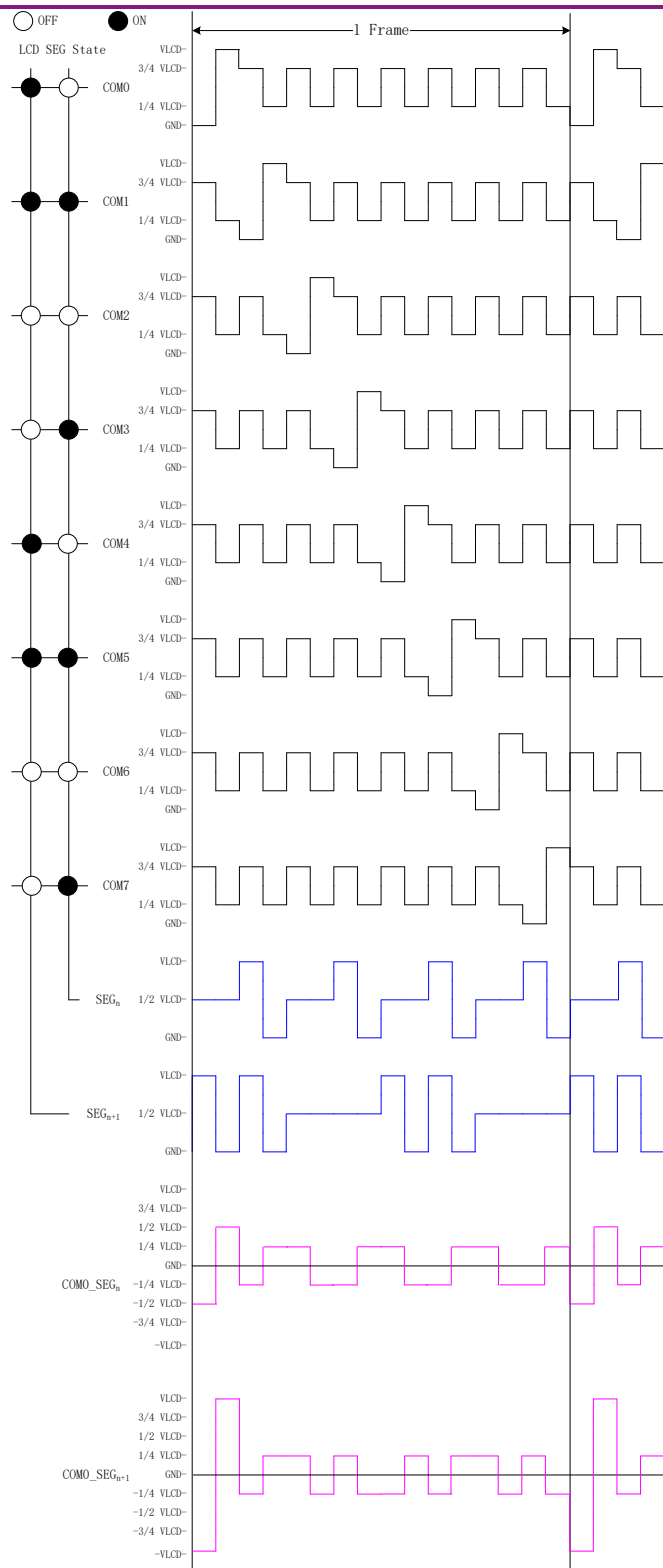 OFF ON
1 Frame
LCD SEG State
VLCD
3/4 VLCD
COM0
1/4 VLCD
GND
VLCD
3/4 VLCD
COM1
1/4 VLCD
GND
VLCD
3/4 VLCD
COM2
1/4 VLCD
GND
VLCD
3/4 VLCD
COM3
1/4 VLCD
GND
VLCD
3/4 VLCD
COM4
1/4 VLCD
GND
VLCD
3/4 VLCD
COM5
1/4 VLCD
GND
VLCD
3/4 VLCD
COM6
1/4 VLCD
GND
VLCD
3/4 VLCD
COM7
1/4 VLCD
GND
VLCD
SEGn 1/2 VLCD
GND
VLCD
SEGn+1 1/2 VLCD
GND
VLCD
3/4 VLCD
1/2 VLCD
1/4 VLCD
GND
COM0_SEGn -1/4 VLCD
-1/2 VLCD
-3/4 VLCD
-VLCD
VLCD
3/4 VLCD
1/2 VLCD
1/4 VLCD
COM0_SEGn+1 GND
-1/4 VLCD
-1/2 VLCD
-3/4 VLCD
-VLCD